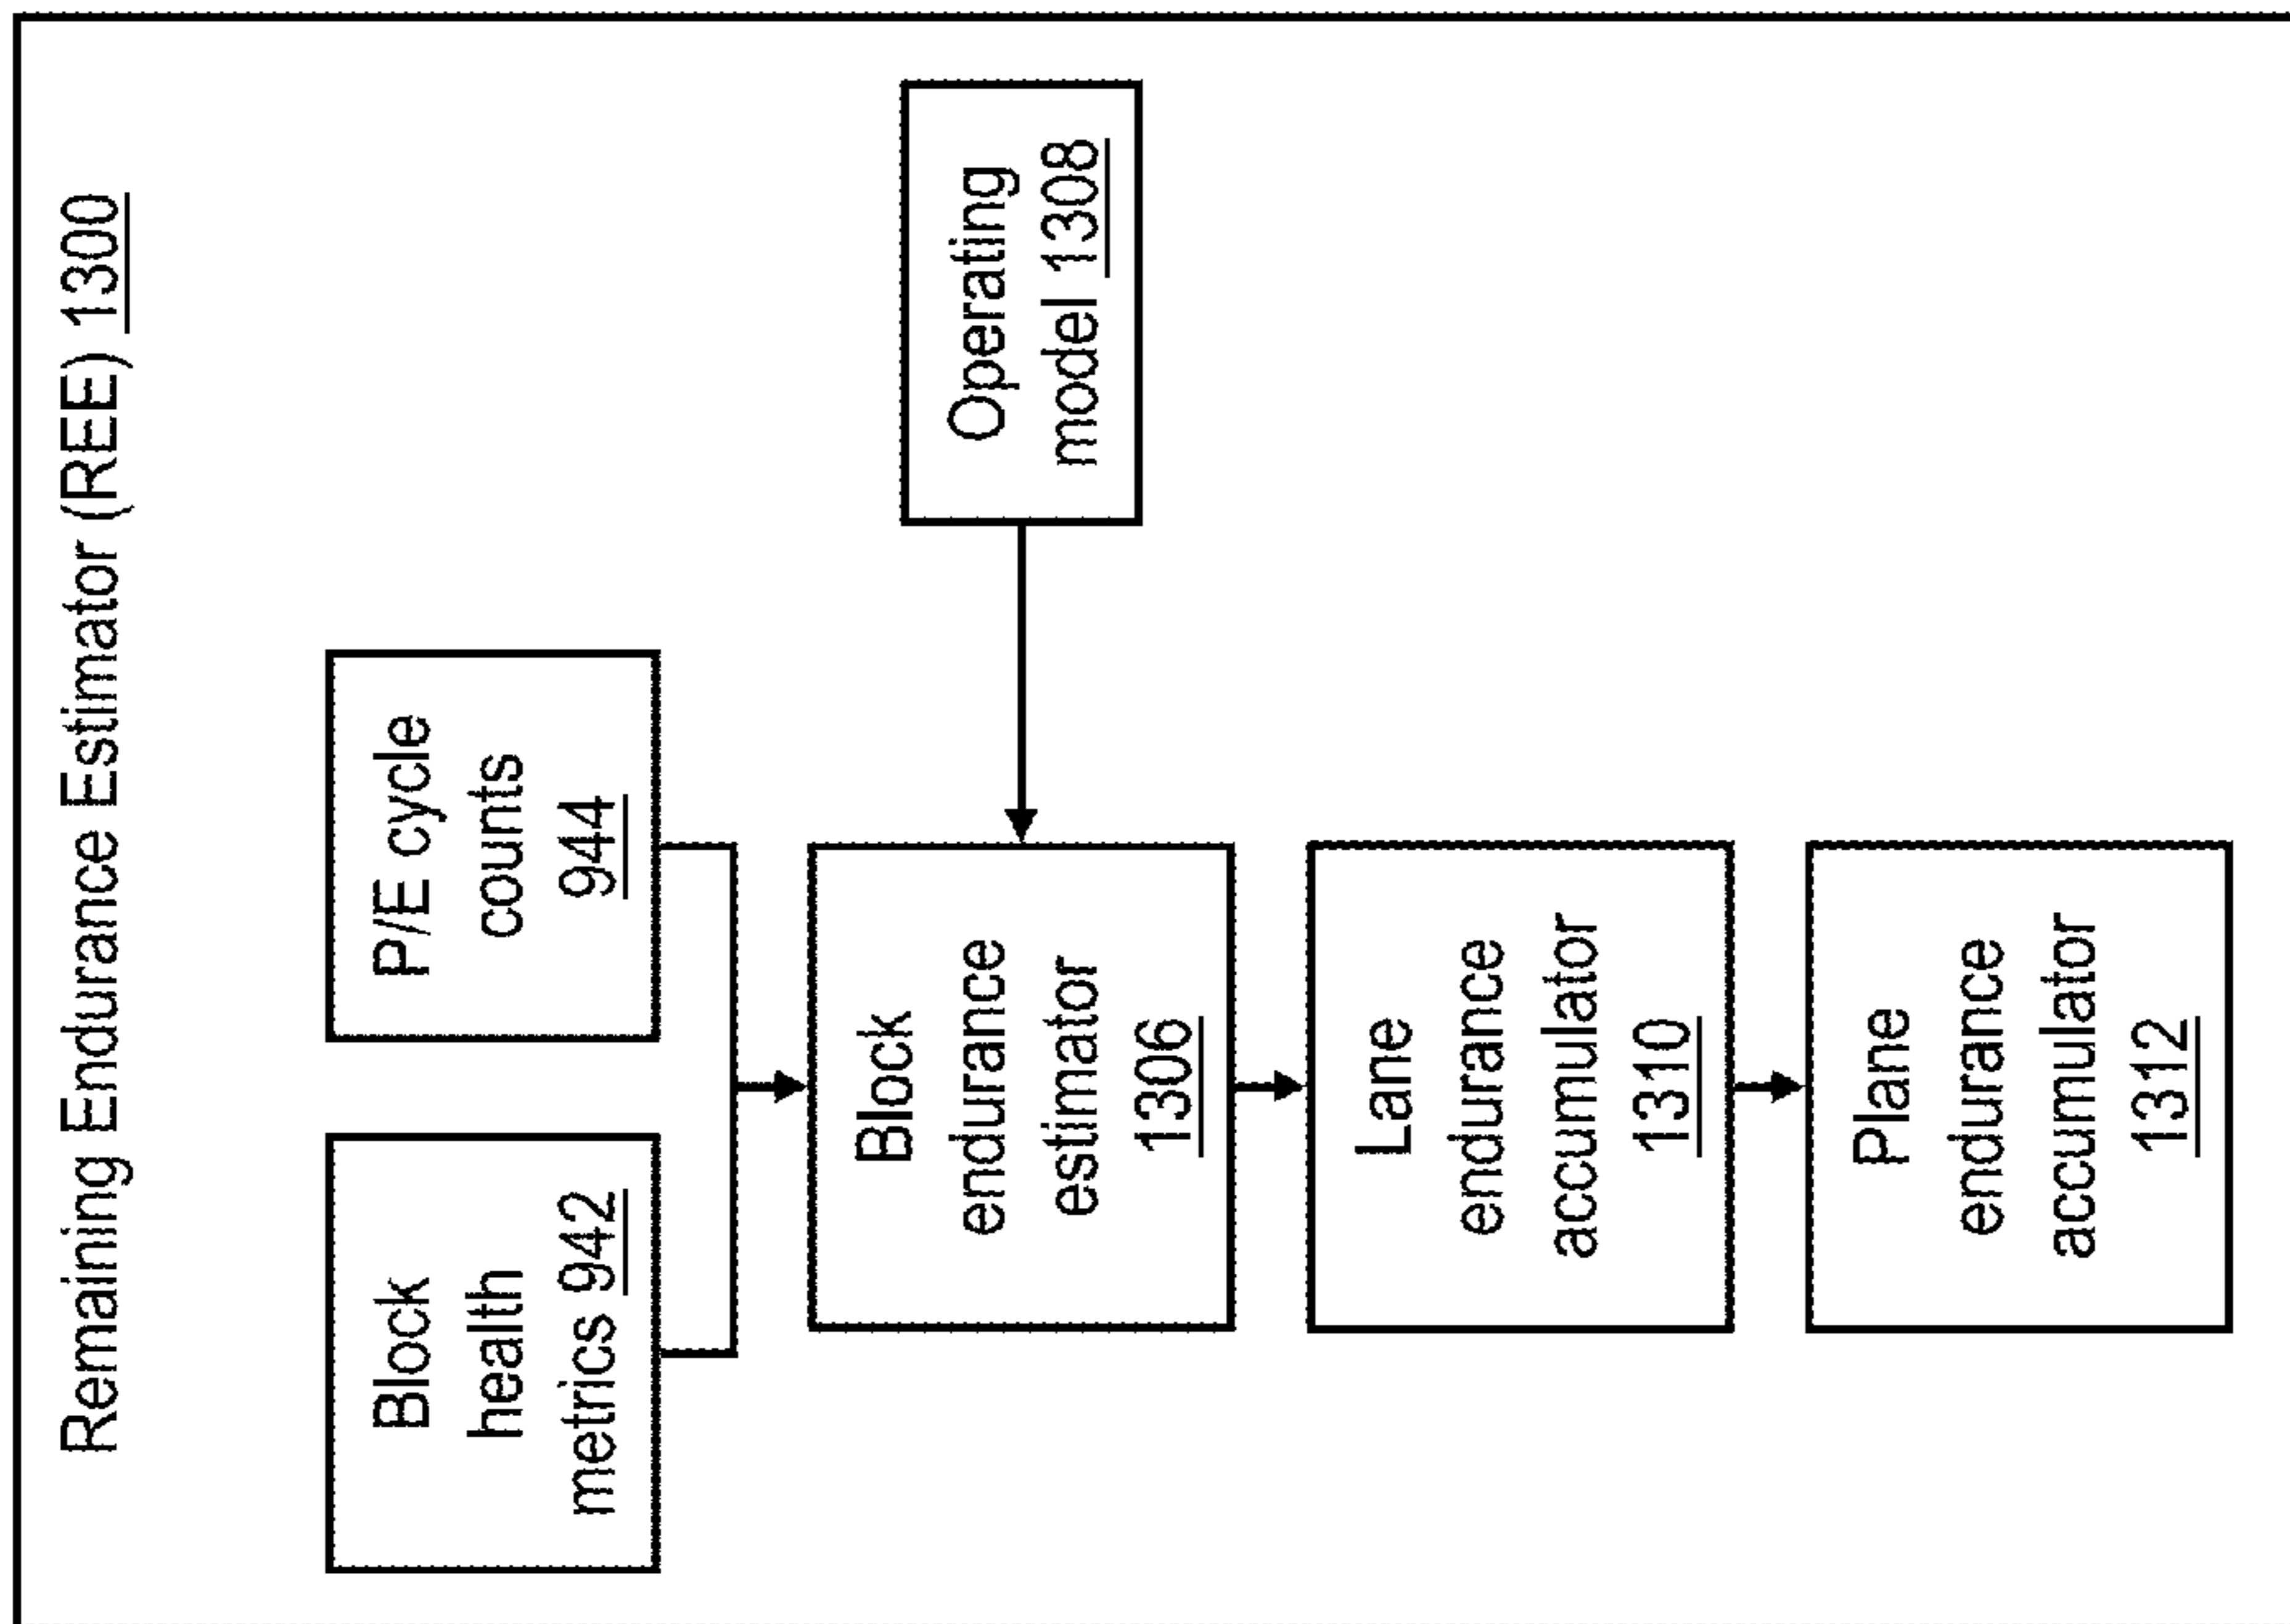 Remaining Endurance Estimator (REE) 1300
Block
health
metrics 942
P/E cycle
counts
944
Block
endurance
estimator
1306
Operating
model 1308
Lane
endurance
accumulator
1310
Plane
endurance
accumulator
1312